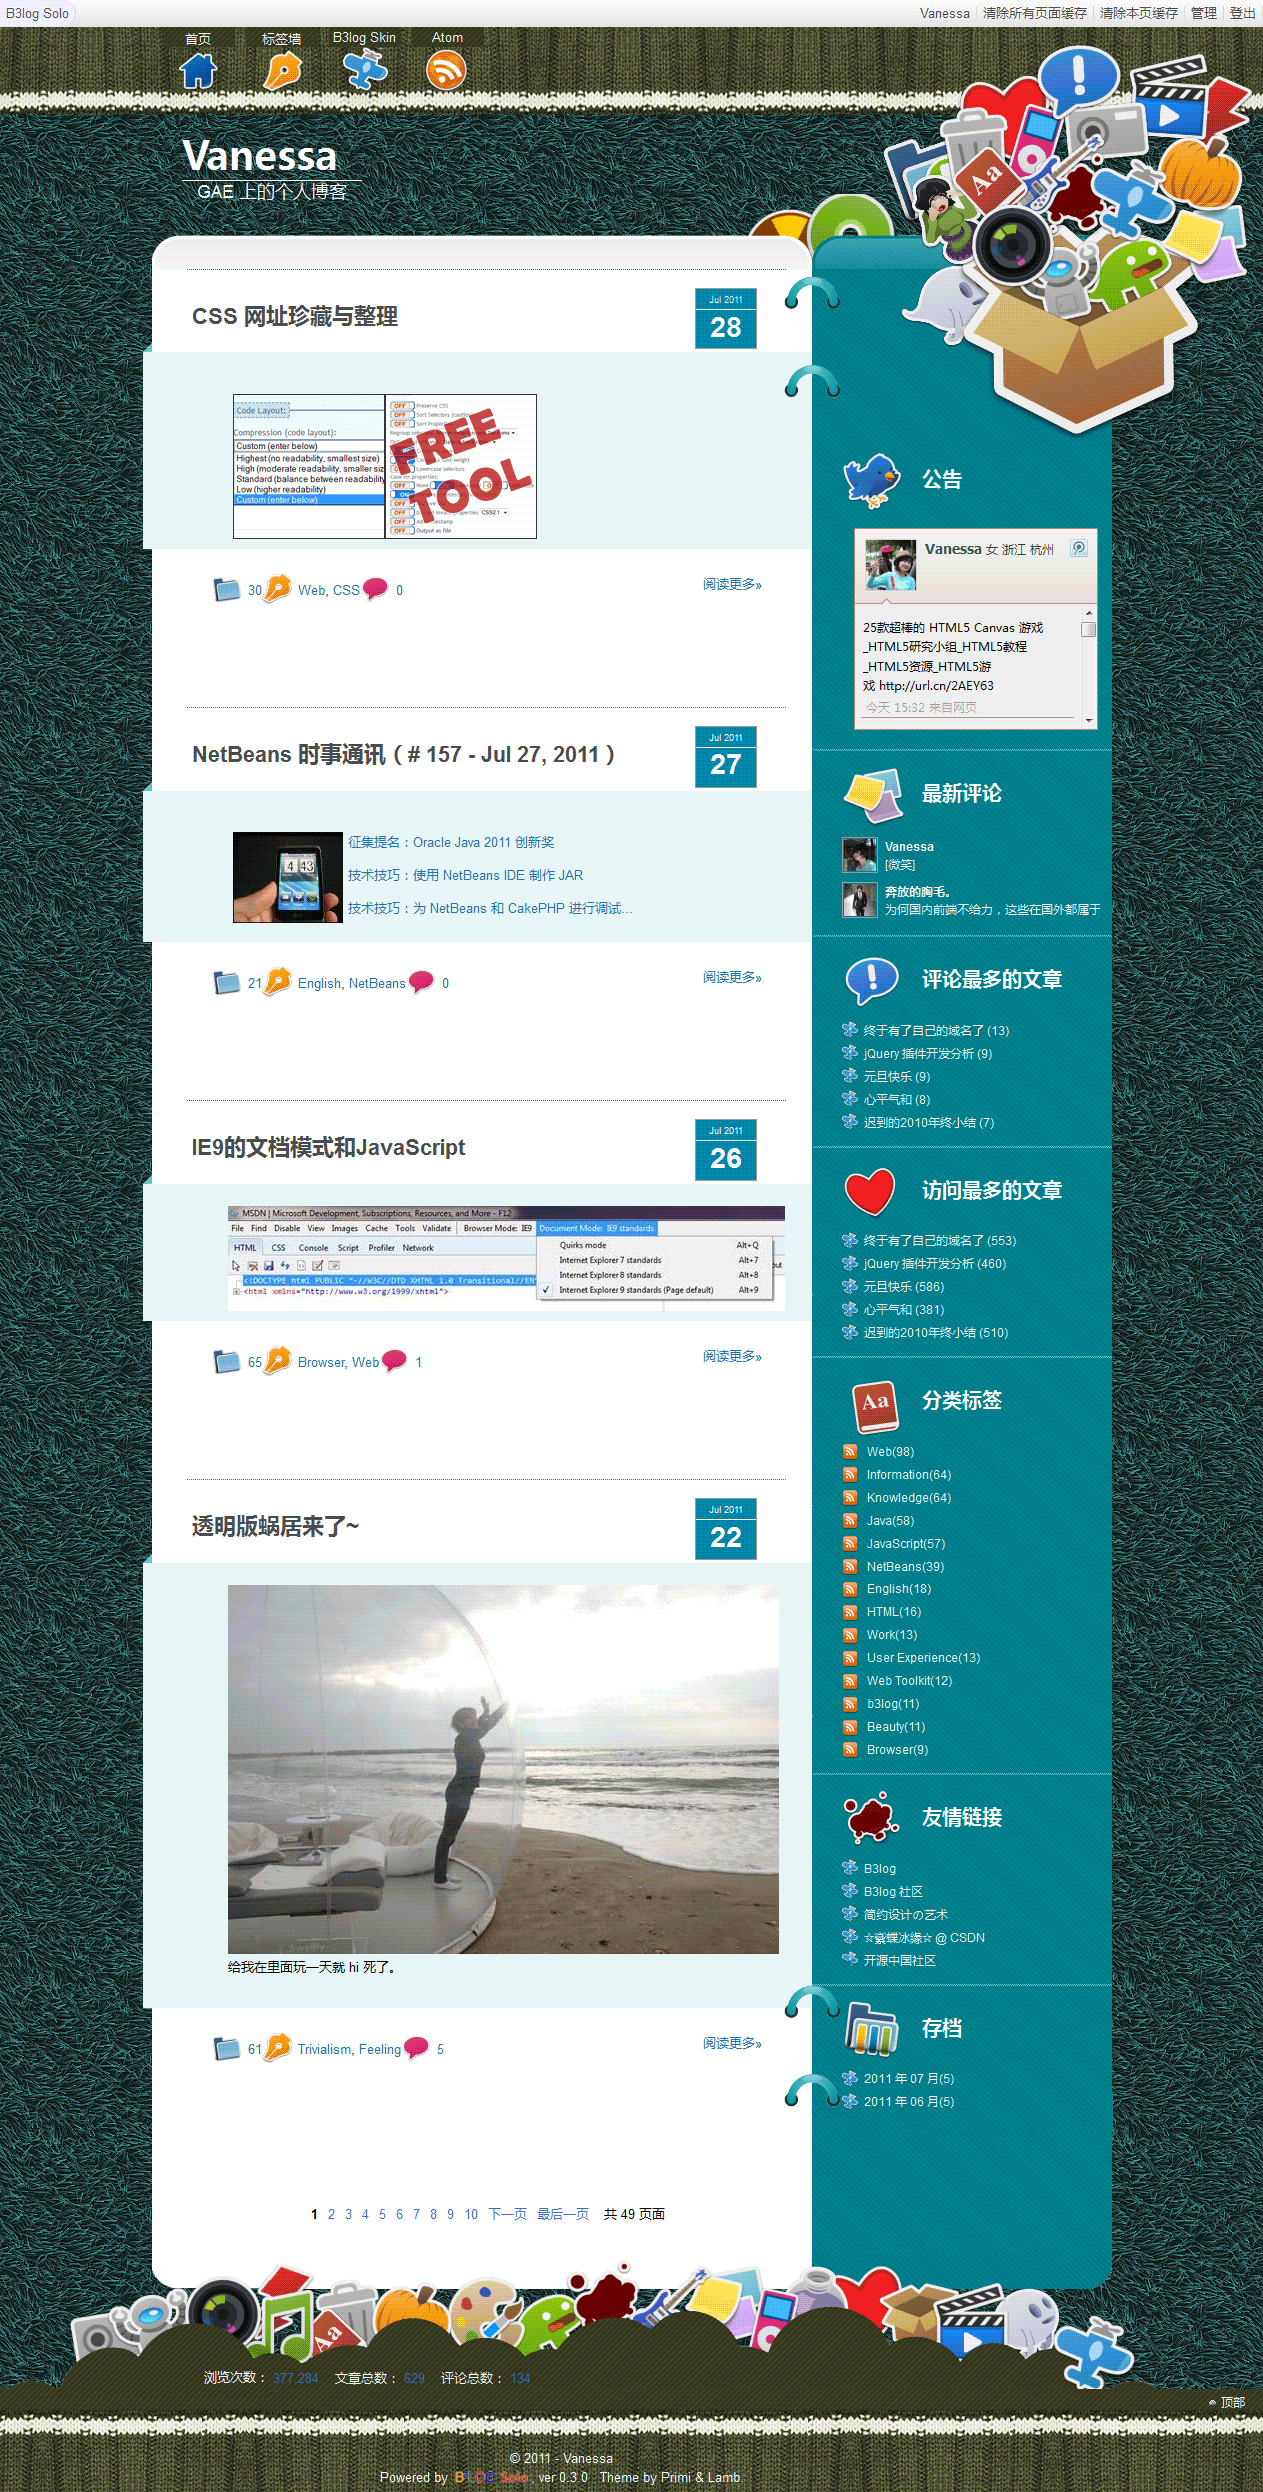 B3log Solo
Vanessa 清除所有页面缓存 清除本页缓存 管理 登出
首页 标签墙 B3log Skin Atom
Vanessa
GAE 上的个人博客
CSS 网址珍藏与整理
Jul 2011
28
Code Layout:
Compression (code layout):
Custom (enter below)
Highest (no readability, smallest size)
High (moderate readability, smaller siz
Standard (balance between readability
Low (higher readability)
Custom (enter below)
OFF Preserve CSS
OFF
OFF
OFF Lowercase selectors
CSS2.1
OFF Output as file
FREE
TOOL
30 Web, CSS 0
阅读更多»
NetBeans 时事通讯（# 157 - Jul 27, 2011）
Jul 2011
27
4 43
征集提名：Oracle Java 2011 创新奖
技术技巧：使用 NetBeans IDE 制作 JAR
技术技巧：为 NetBeans 和 CakePHP 进行调试...
21 English, NetBeans 0
阅读更多»
IE9的文档模式和JavaScript
Jul 2011
26
MSDN | Microsoft Development, Subscriptions, Resources, and More - F12
File Find Disable View Images Cache Tools Validate Browser Mode: IE9 Document Mode: IE9 standards
HTML CSS Console Script Profiler Network
Quirks mode Alt+Q
Internet Explorer 7 standards Alt+7
Internet Explorer 8 standards Alt+8
Internet Explorer 9 standards (Page default) Alt+9
<!DOCTYPE html PUBLIC "-//W3C//DTD XHTML 1.0 Transitional//EN"
<html xmlns="http://www.w3.org/1999/xhtml">
65 Browser, Web 1
阅读更多»
透明版蜗居来了~
Jul 2011
22
给我在里面玩一天就 hi 死了。
61 Trivialism, Feeling 5
阅读更多»
1 2 3 4 5 6 7 8 9 10 下一页 最后一页 共 49 页面
Aa
公告
Vanessa 女 浙江 杭州
25款超棒的 HTML5 Canvas 游戏
_HTML5研究小组_HTML5教程
_HTML5资源_HTML5游
戏 http://url.cn/2AEY63
今天 15:32 来自网页
最新评论
Vanessa
[微笑]
奔放的胸毛。
为何国内前端不给力，这些在国外都属于
评论最多的文章
终于有了自己的域名了 (13)
jQuery 插件开发分析 (9)
元旦快乐 (9)
心平气和 (8)
迟到的2010年终小结 (7)
访问最多的文章
终于有了自己的域名了 (553)
jQuery 插件开发分析 (460)
元旦快乐 (586)
心平气和 (381)
迟到的2010年终小结 (510)
Aa
分类标签
Web(98)
Information(64)
Knowledge(64)
Java(58)
JavaScript(57)
NetBeans(39)
English(18)
HTML(16)
Work(13)
User Experience(13)
Web Toolkit(12)
b3log(11)
Beauty(11)
Browser(9)
友情链接
B3log
B3log 社区
简约设计の艺术
@ CSDN
开源中国社区
存档
2011 年 07 月(5)
2011 年 06 月(5)
Aa
浏览次数： 377,284 文章总数： 629 评论总数： 134
顶部
© 2011 - Vanessa
Powered by B3LOG Solo, ver 0.3.0 Theme by Primi & Lamb.